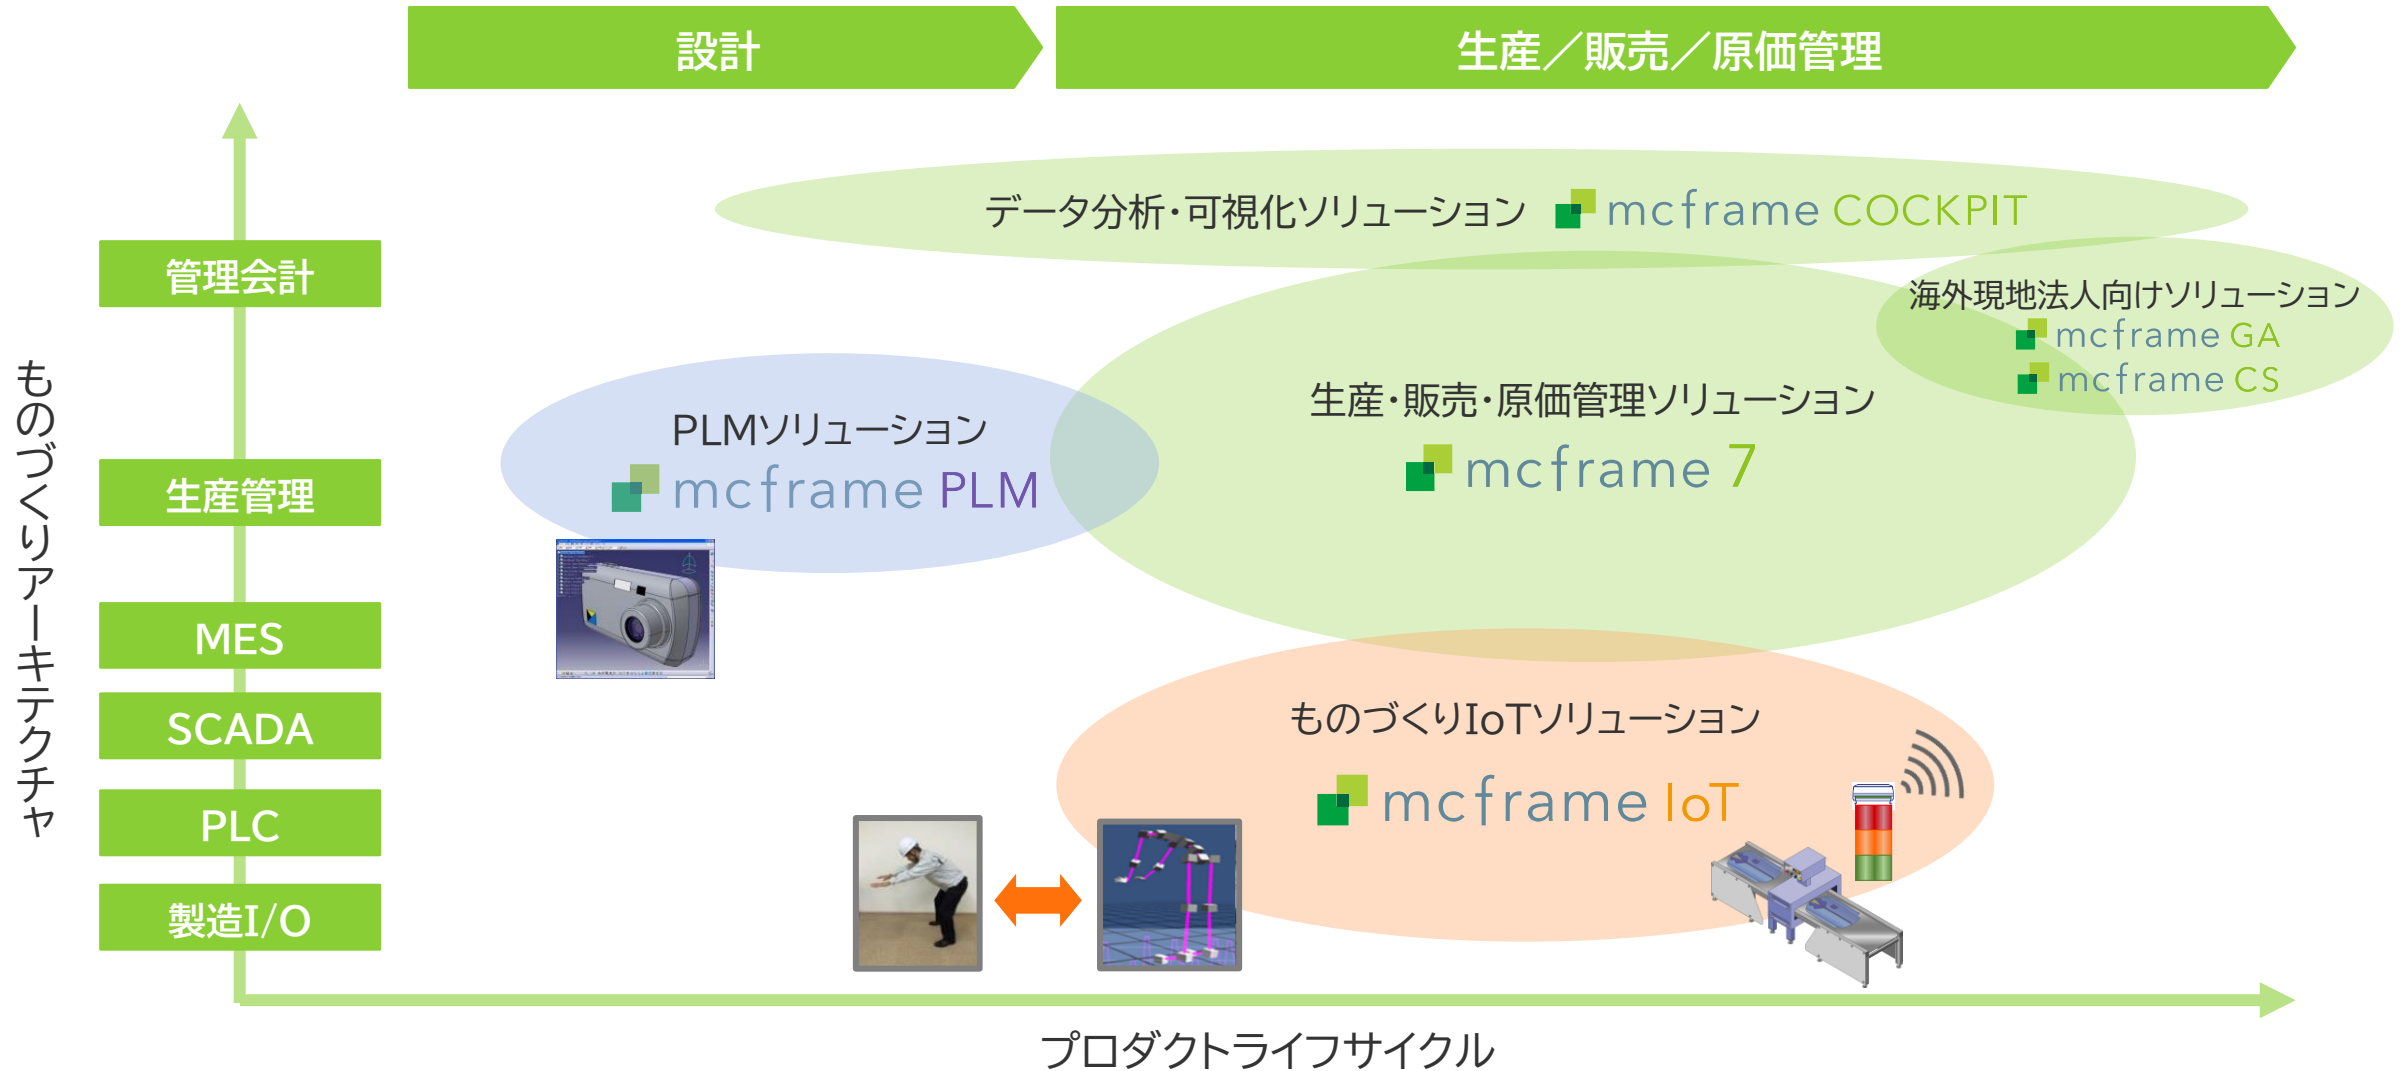 設計
生産／販売／原価管理
データ分析・可視化ソリューション mcframe COCKPIT
管理会計
海外現地法人向けソリューション
mcframe GA
mcframe CS
生産・販売・原価管理ソリューション
mcframe 7
PLMソリューション
mcframe PLM
生産管理
ものづくりアーキテクチャ
MES
SCADA
ものづくりIoTソリューション
mcframe IoT
PLC
製造I/O
プロダクトライフサイクル